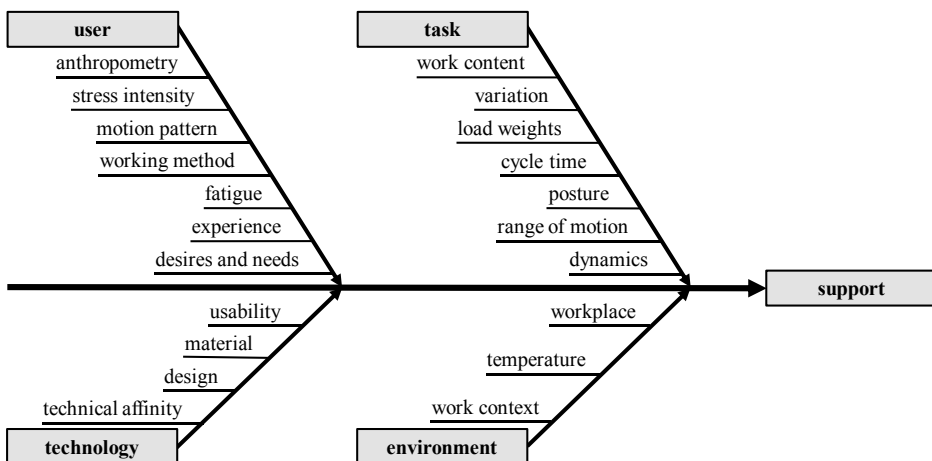 user
anthropometry
stress intensity
motion pattern
working method
fatigue
experience
desires and needs
task
work content
variation
load weights
cycle time
posture
range of motion
dynamics
support
usability
material
design
technical affinity
technology
workplace
temperature
work context
environment